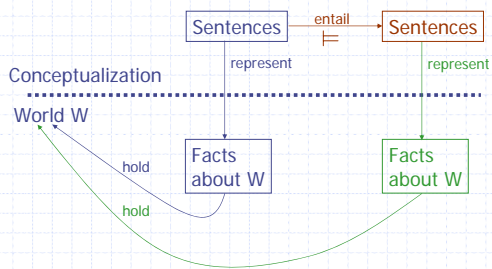 Sentences
entail
⊨
Sentences
represent
represent
Conceptualization
World W
Facts
about W
Facts
about W
hold
hold